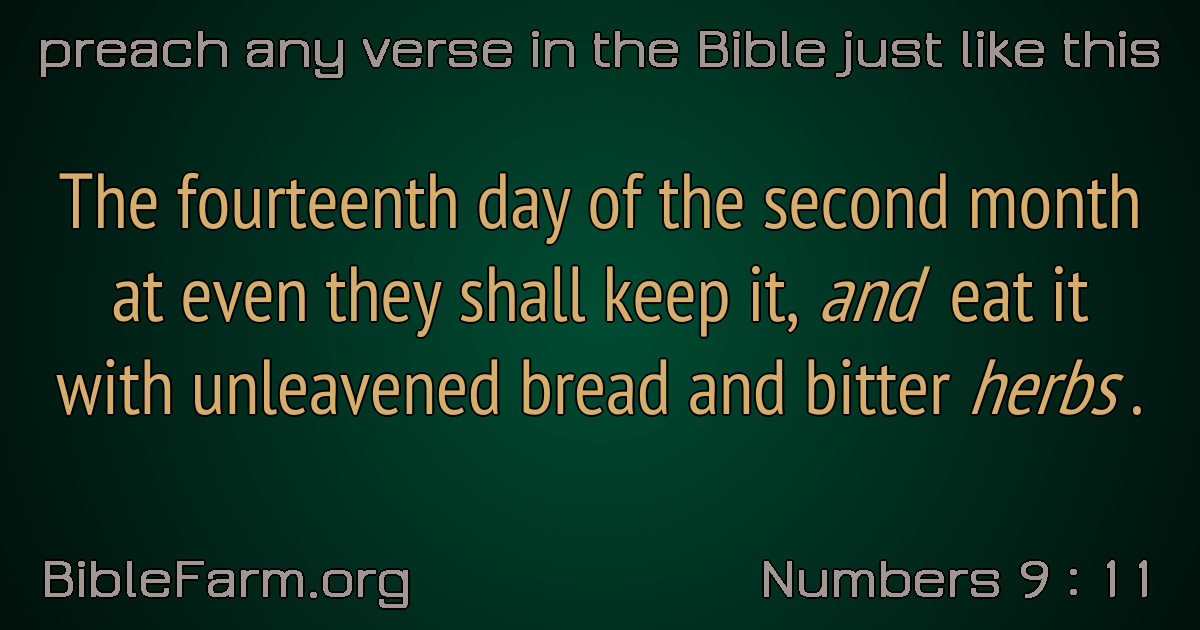 preach any verse in the Bible just like this
The fourteenth day of the second month
at even they shall keep it, and eat it
with unleavened bread and bitter herbs .
BibleFarm.org
Numbers 9 : 11